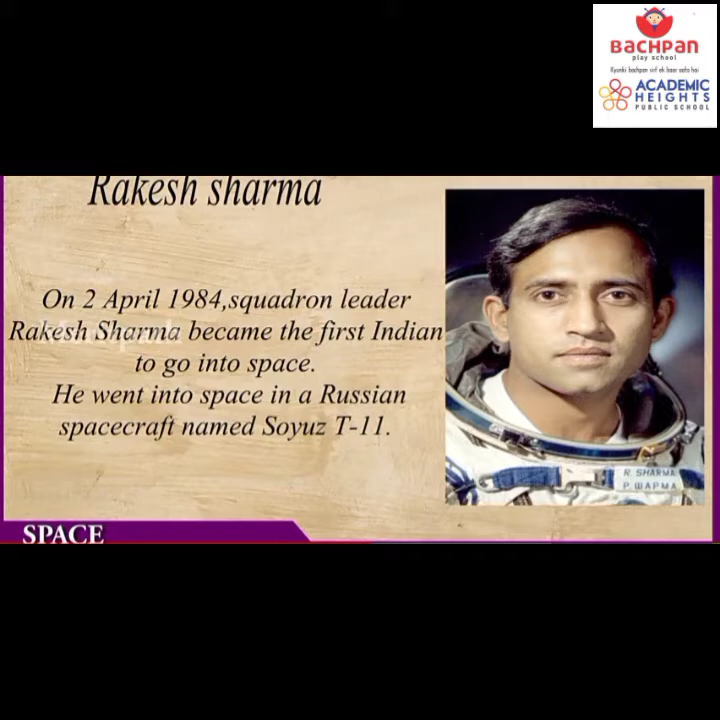 BACHPAN
play school
Kyunki bachpan sirf ek baar aata hai
ACADEMIC
HEIGHTS
PUBLIC SCHOOL
Rakesh sharma
On 2 April 1984,squadron leader
Rakesh Sharma became the first Indian
to go into space.
He went into space in a Russian
spacecraft named Soyuz T-11.
R. SHARMA
Р. ШАРМА
SPACE